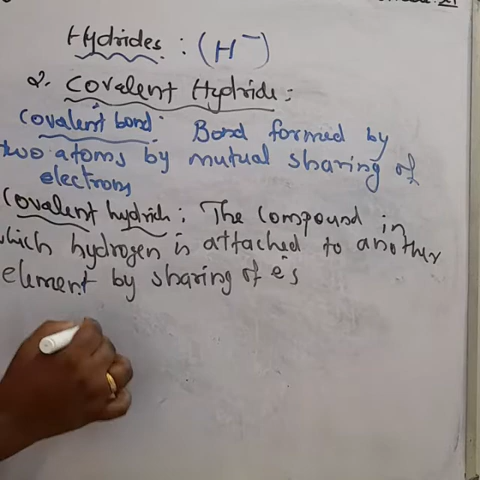 Hydrides : (H⁻)
2. Covalent Hydride :
Covalent bond : Bond formed by
two atoms by mutual sharing of
electrons
Covalent hydride : The compound in
which hydrogen is attached to another
element by sharing of e⁻s